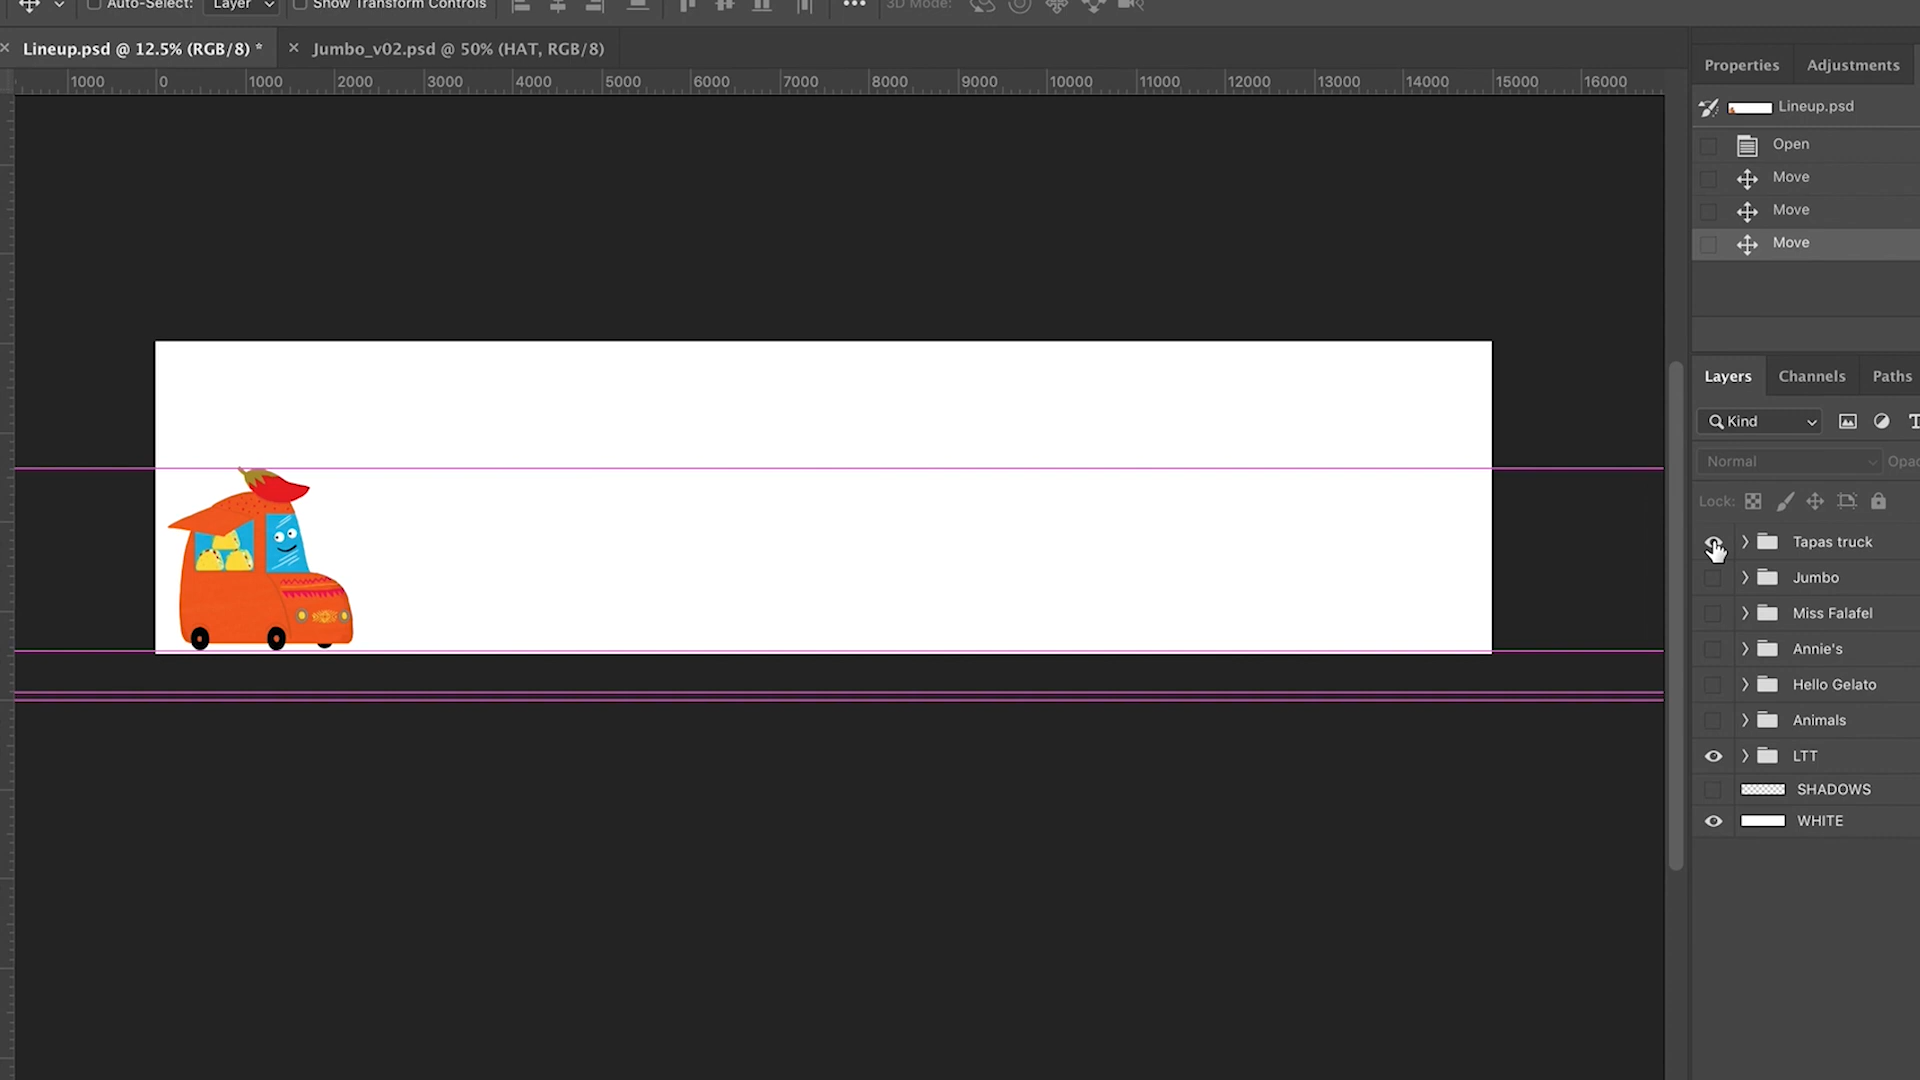 Auto-Select: Layer Show Transform Controls 3D Mode:
Lineup.psd @ 12.5% (RGB/8) * Jumbo_v02.psd @ 50% (HAT, RGB/8)
1000 0 1000 2000 3000 4000 5000 6000 7000 8000 9000 10000 11000 12000 13000 14000 15000 16000
Properties Adjustments
Lineup.psd
Open
Move
Move
Move
Layers Channels Paths
Kind
Normal Opac
Lock:
Tapas truck
Jumbo
Miss Falafel
Annie's
Hello Gelato
Animals
LTT
SHADOWS
WHITE